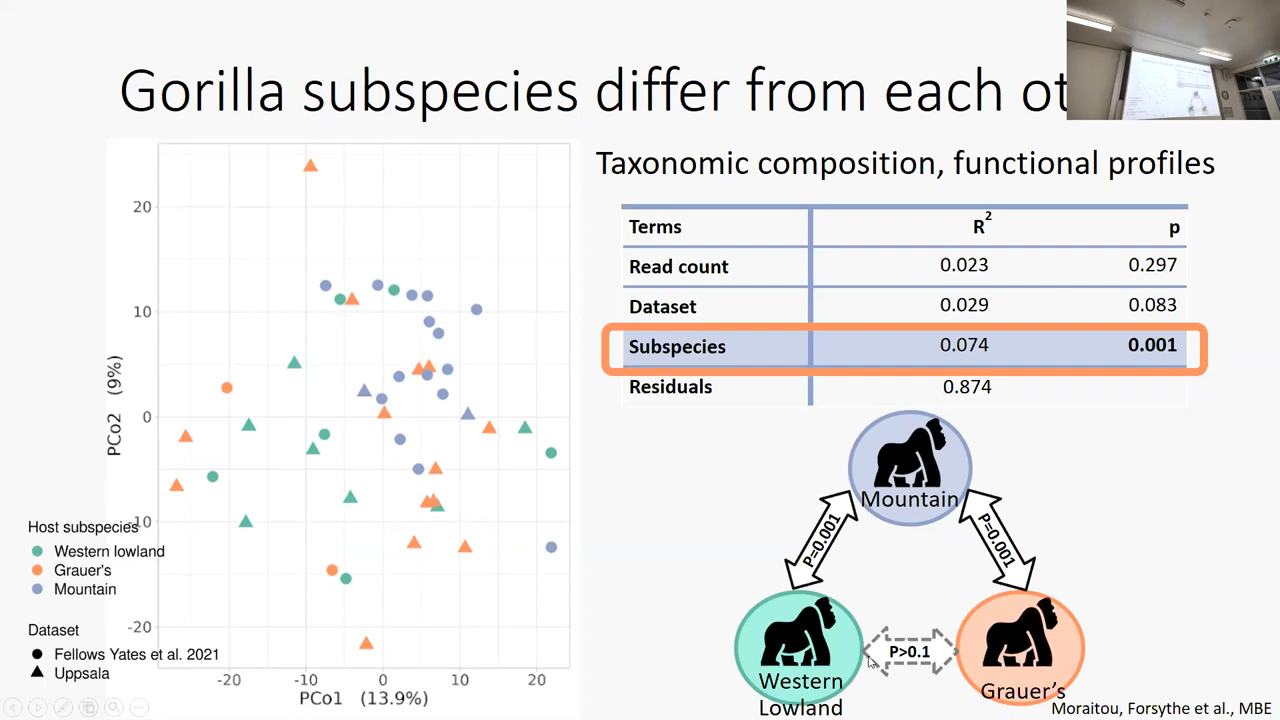 Gorilla subspecies differ from each ot
Taxonomic composition, functional profiles
Terms R2 p
Read count 0.023 0.297
Dataset 0.029 0.083
Subspecies 0.074 0.001
Residuals 0.874
20
10
0
-10
-20
PCo2 (9%)
-20 -10 0 10 20
PCo1 (13.9%)
Host subspecies
Western lowland
Grauer's
Mountain
Dataset
Fellows Yates et al. 2021
Uppsala
Mountain
P=0.001
P=0.001
P>0.1
Western
Lowland
Grauer’s
Moraitou, Forsythe et al., MBE